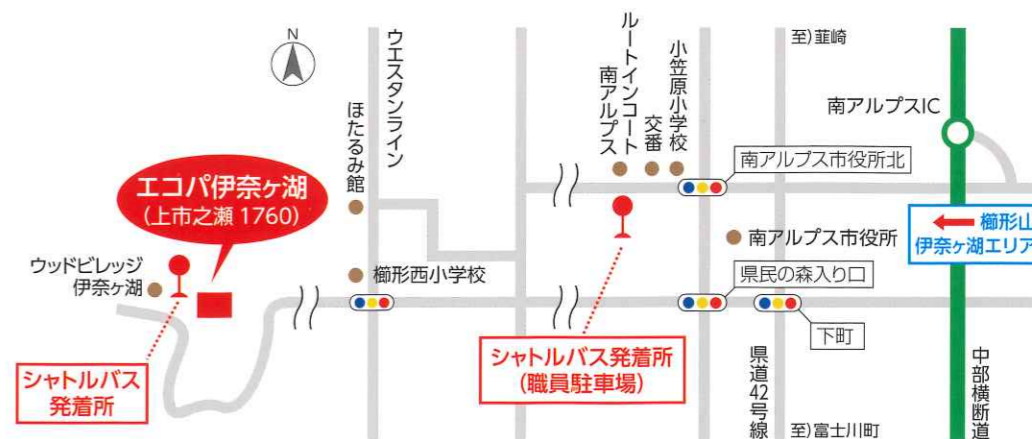 N
ウエスタンライン
ほたるみ館
エコパ伊奈ヶ湖
(上市之瀬 1760)
ウッドビレッジ
伊奈ヶ湖
シャトルバス
発着所
櫛形西小学校
ルートインコート
南アルプス
交番
小笠原小学校
南アルプス市役所北
南アルプス市役所
県民の森入り口
下町
シャトルバス発着所
(職員駐車場)
至)韮崎
南アルプスIC
櫛形山
伊奈ヶ湖エリア
県道42号線
至)富士川町
中部横断道